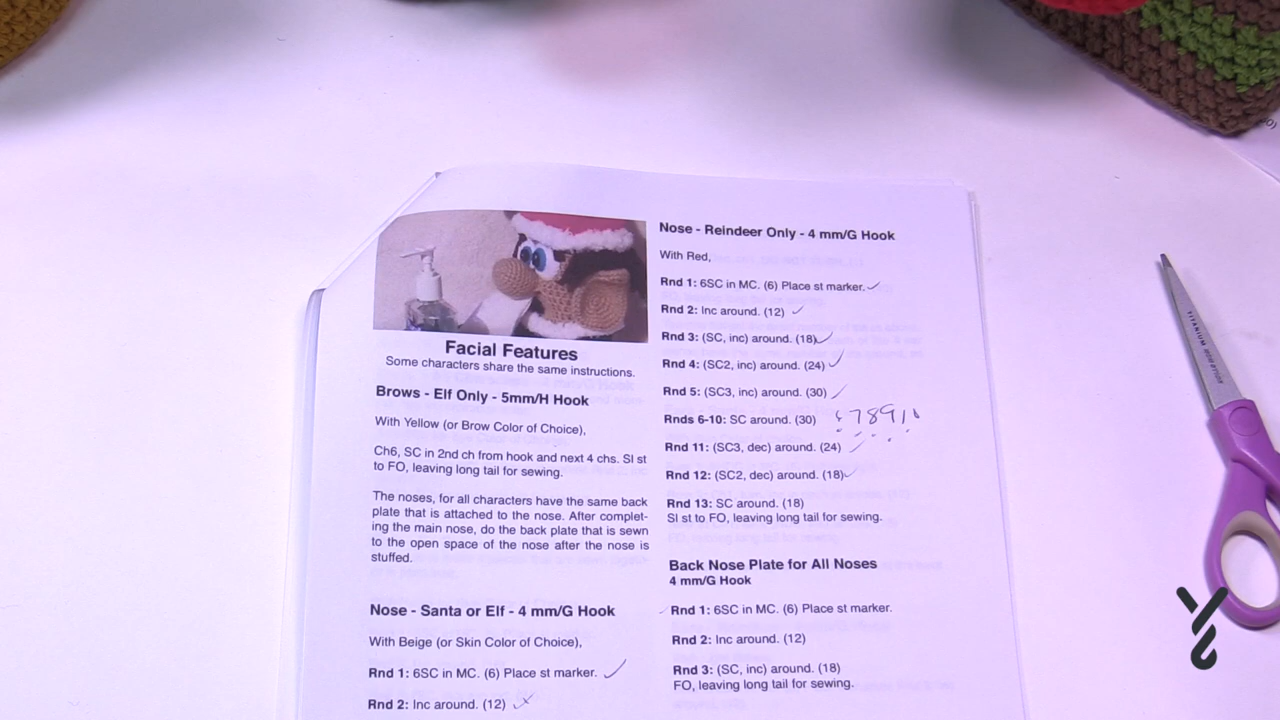 Facial Features
Some characters share the same instructions.
Brows - Elf Only - 5mm/H Hook
With Yellow (or Brow Color of Choice),
Ch6, SC in 2nd ch from hook and next 4 chs. Sl st
to FO, leaving long tail for sewing.
The noses, for all characters have the same back
plate that is attached to the nose. After complet-
ing the main nose, do the back plate that is sewn
to the open space of the nose after the nose is
stuffed.
Nose - Santa or Elf - 4 mm/G Hook
With Beige (or Skin Color of Choice),
Rnd 1: 6SC in MC. (6) Place st marker.
Rnd 2: Inc around. (12)
Nose - Reindeer Only - 4 mm/G Hook
With Red,
Rnd 1: 6SC in MC. (6) Place st marker.
Rnd 2: Inc around. (12)
Rnd 3: (SC, inc) around. (18)
Rnd 4: (SC2, inc) around. (24)
Rnd 5: (SC3, inc) around. (30)
Rnds 6-10: SC around. (30) 6 7 8 9 10
Rnd 11: (SC3, dec) around. (24)
Rnd 12: (SC2, dec) around. (18)
Rnd 13: SC around. (18)
Sl st to FO, leaving long tail for sewing.
Back Nose Plate for All Noses
4 mm/G Hook
Rnd 1: 6SC in MC. (6) Place st marker.
Rnd 2: Inc around. (12)
Rnd 3: (SC, inc) around. (18)
FO, leaving long tail for sewing.
TITANIUM